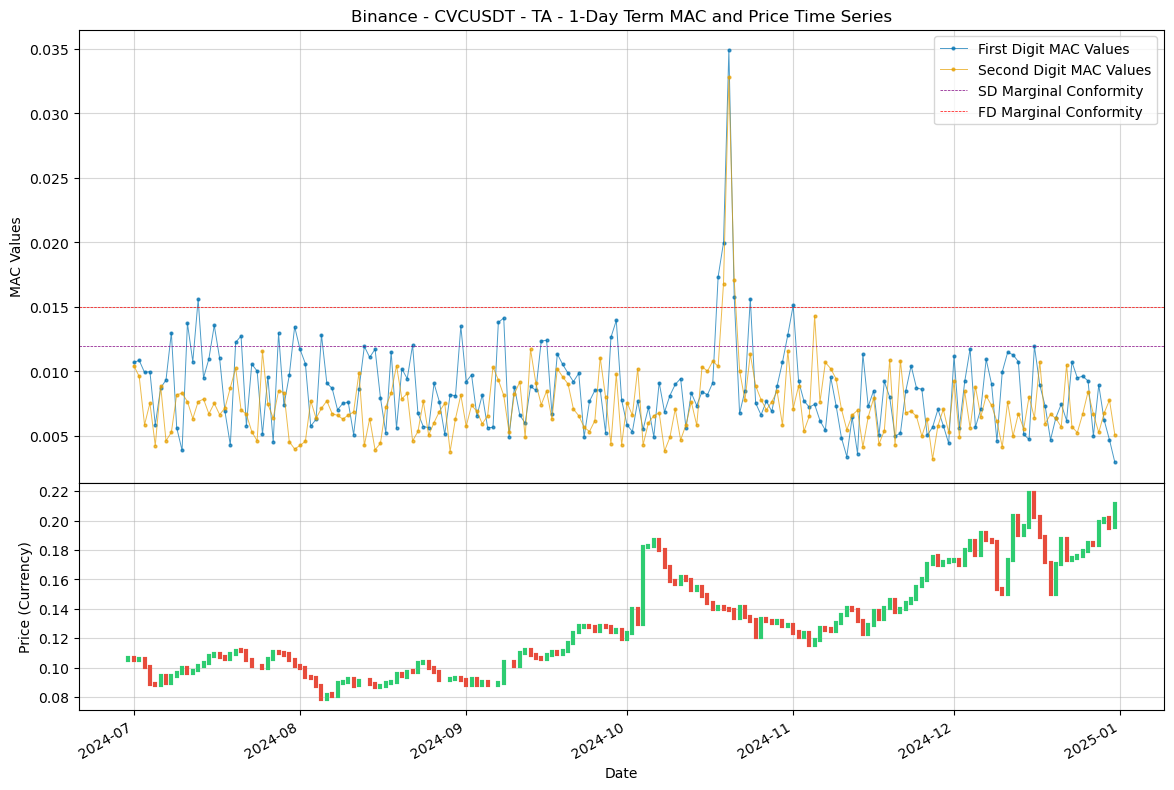 Binance - CVCUSDT - TA - 1-Day Term MAC and Price Time Series
First Digit MAC Values
Second Digit MAC Values
SD Marginal Conformity
FD Marginal Conformity
MAC Values
0.035
0.030
0.025
0.020
0.015
0.010
0.005
Price (Currency)
0.22
0.20
0.18
0.16
0.14
0.12
0.10
0.08
2024-07
2024-08
2024-09
2024-10
2024-11
2024-12
2025-01
Date